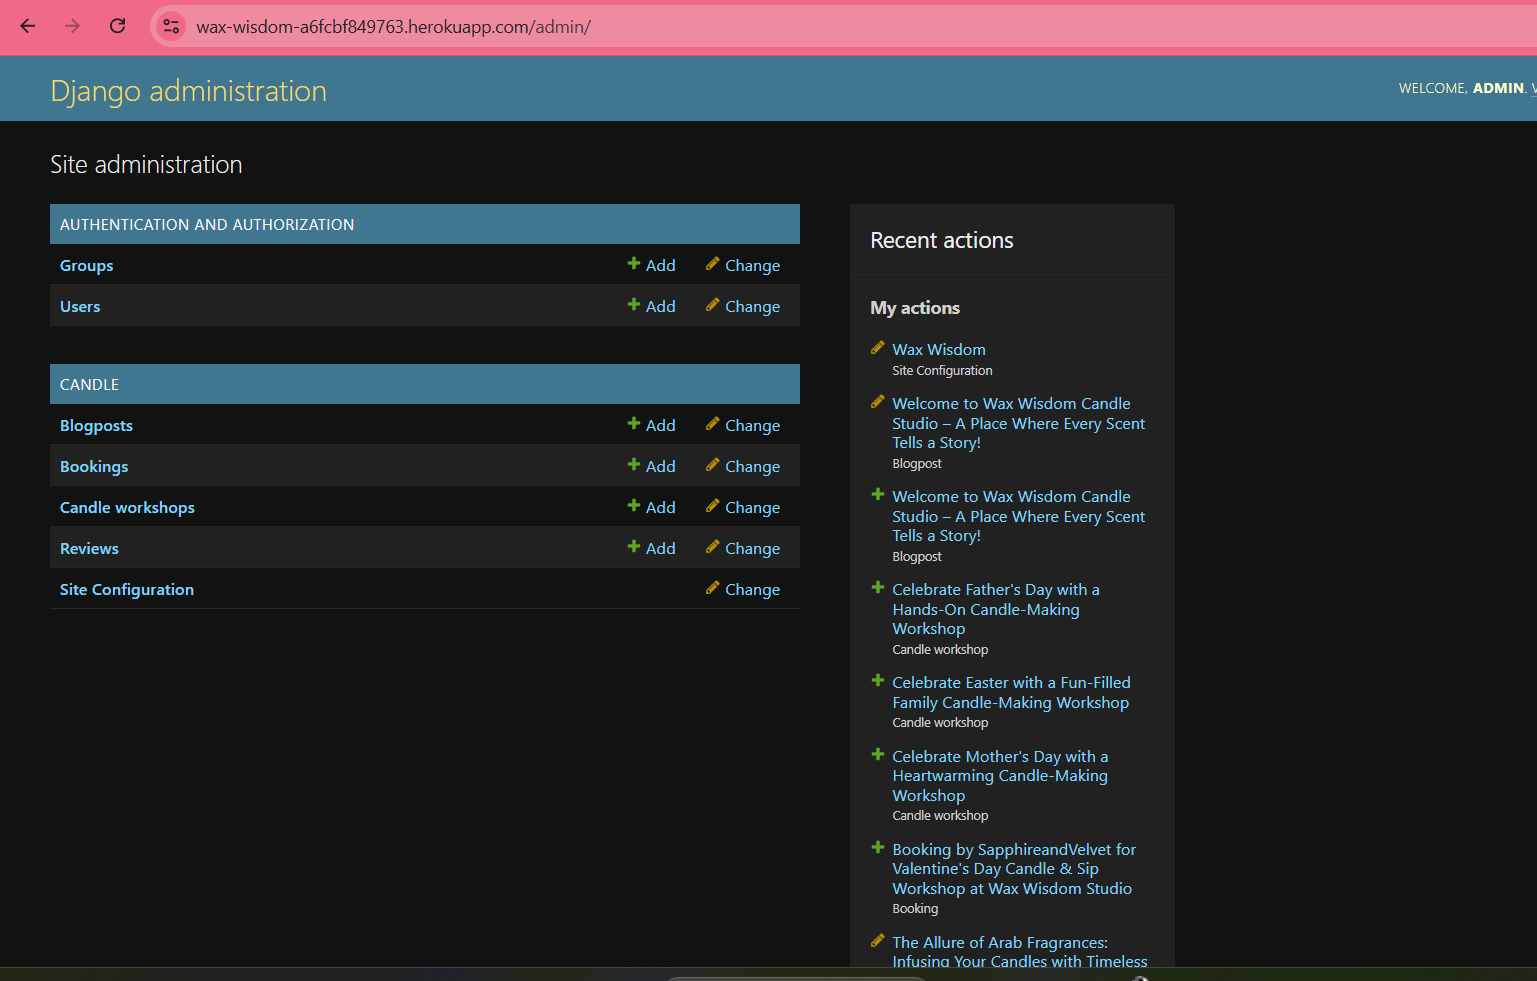 wax-wisdom-a6fcbf849763.herokuapp.com/admin/
Django administration
WELCOME, ADMIN.
Site administration
AUTHENTICATION AND AUTHORIZATION
Groups Add Change
Users Add Change
CANDLE
Blogposts Add Change
Bookings Add Change
Candle workshops Add Change
Reviews Add Change
Site Configuration Change
Recent actions
My actions
Wax Wisdom
Site Configuration
Welcome to Wax Wisdom Candle
Studio – A Place Where Every Scent
Tells a Story!
Blogpost
Welcome to Wax Wisdom Candle
Studio – A Place Where Every Scent
Tells a Story!
Blogpost
Celebrate Father's Day with a
Hands-On Candle-Making
Workshop
Candle workshop
Celebrate Easter with a Fun-Filled
Family Candle-Making Workshop
Candle workshop
Celebrate Mother's Day with a
Heartwarming Candle-Making
Workshop
Candle workshop
Booking by SapphireandVelvet for
Valentine's Day Candle & Sip
Workshop at Wax Wisdom Studio
Booking
The Allure of Arab Fragrances:
Infusing Your Candles with Timeless